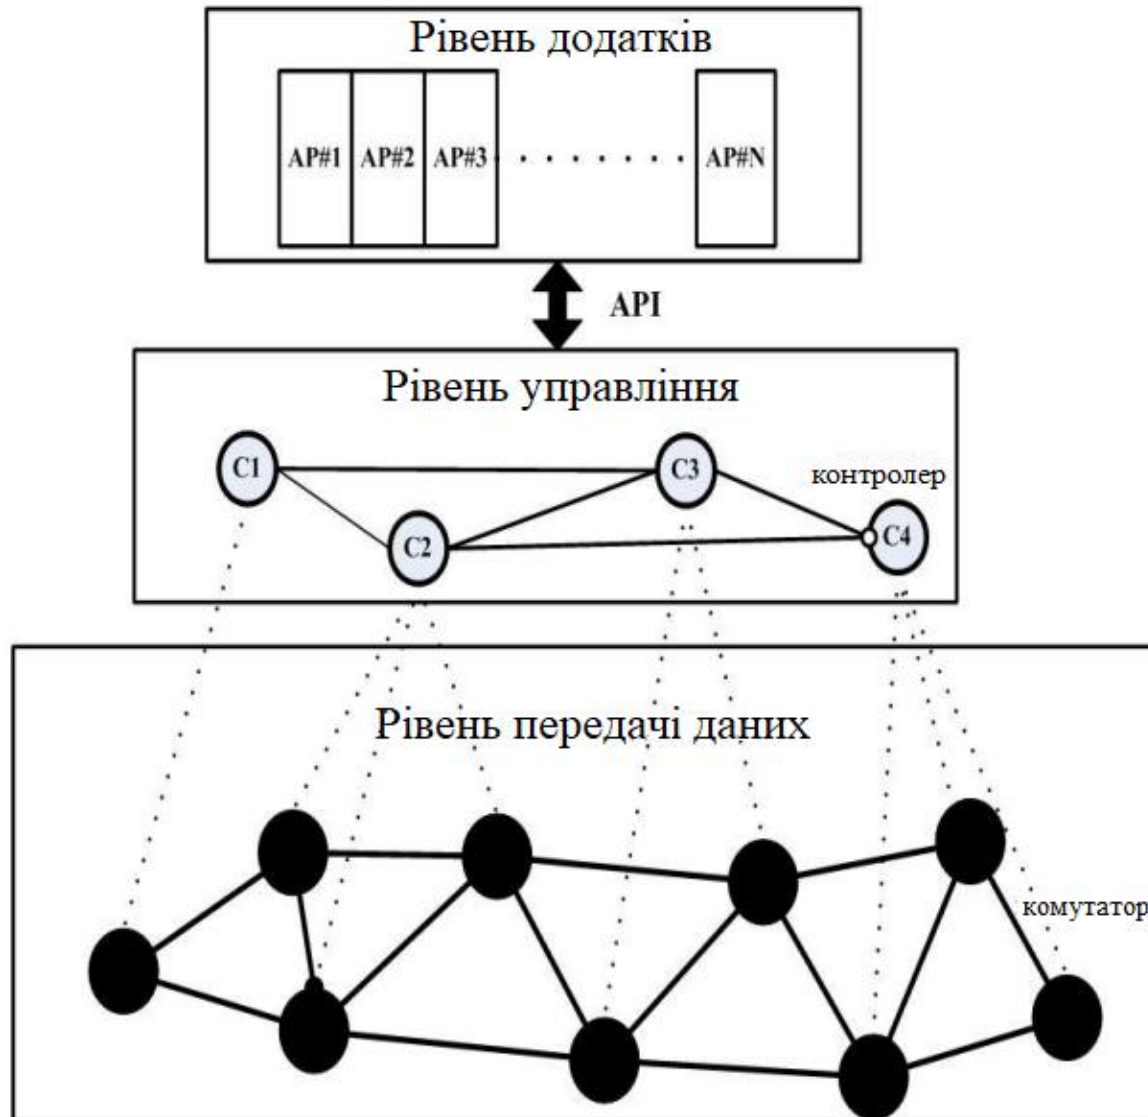 Рівень додатків
AP#1 AP#2 AP#3 . . . . . . . . AP#N
API
Рівень управління
C1
C3
контролер
C2
C4
Рівень передачі даних
комутатор